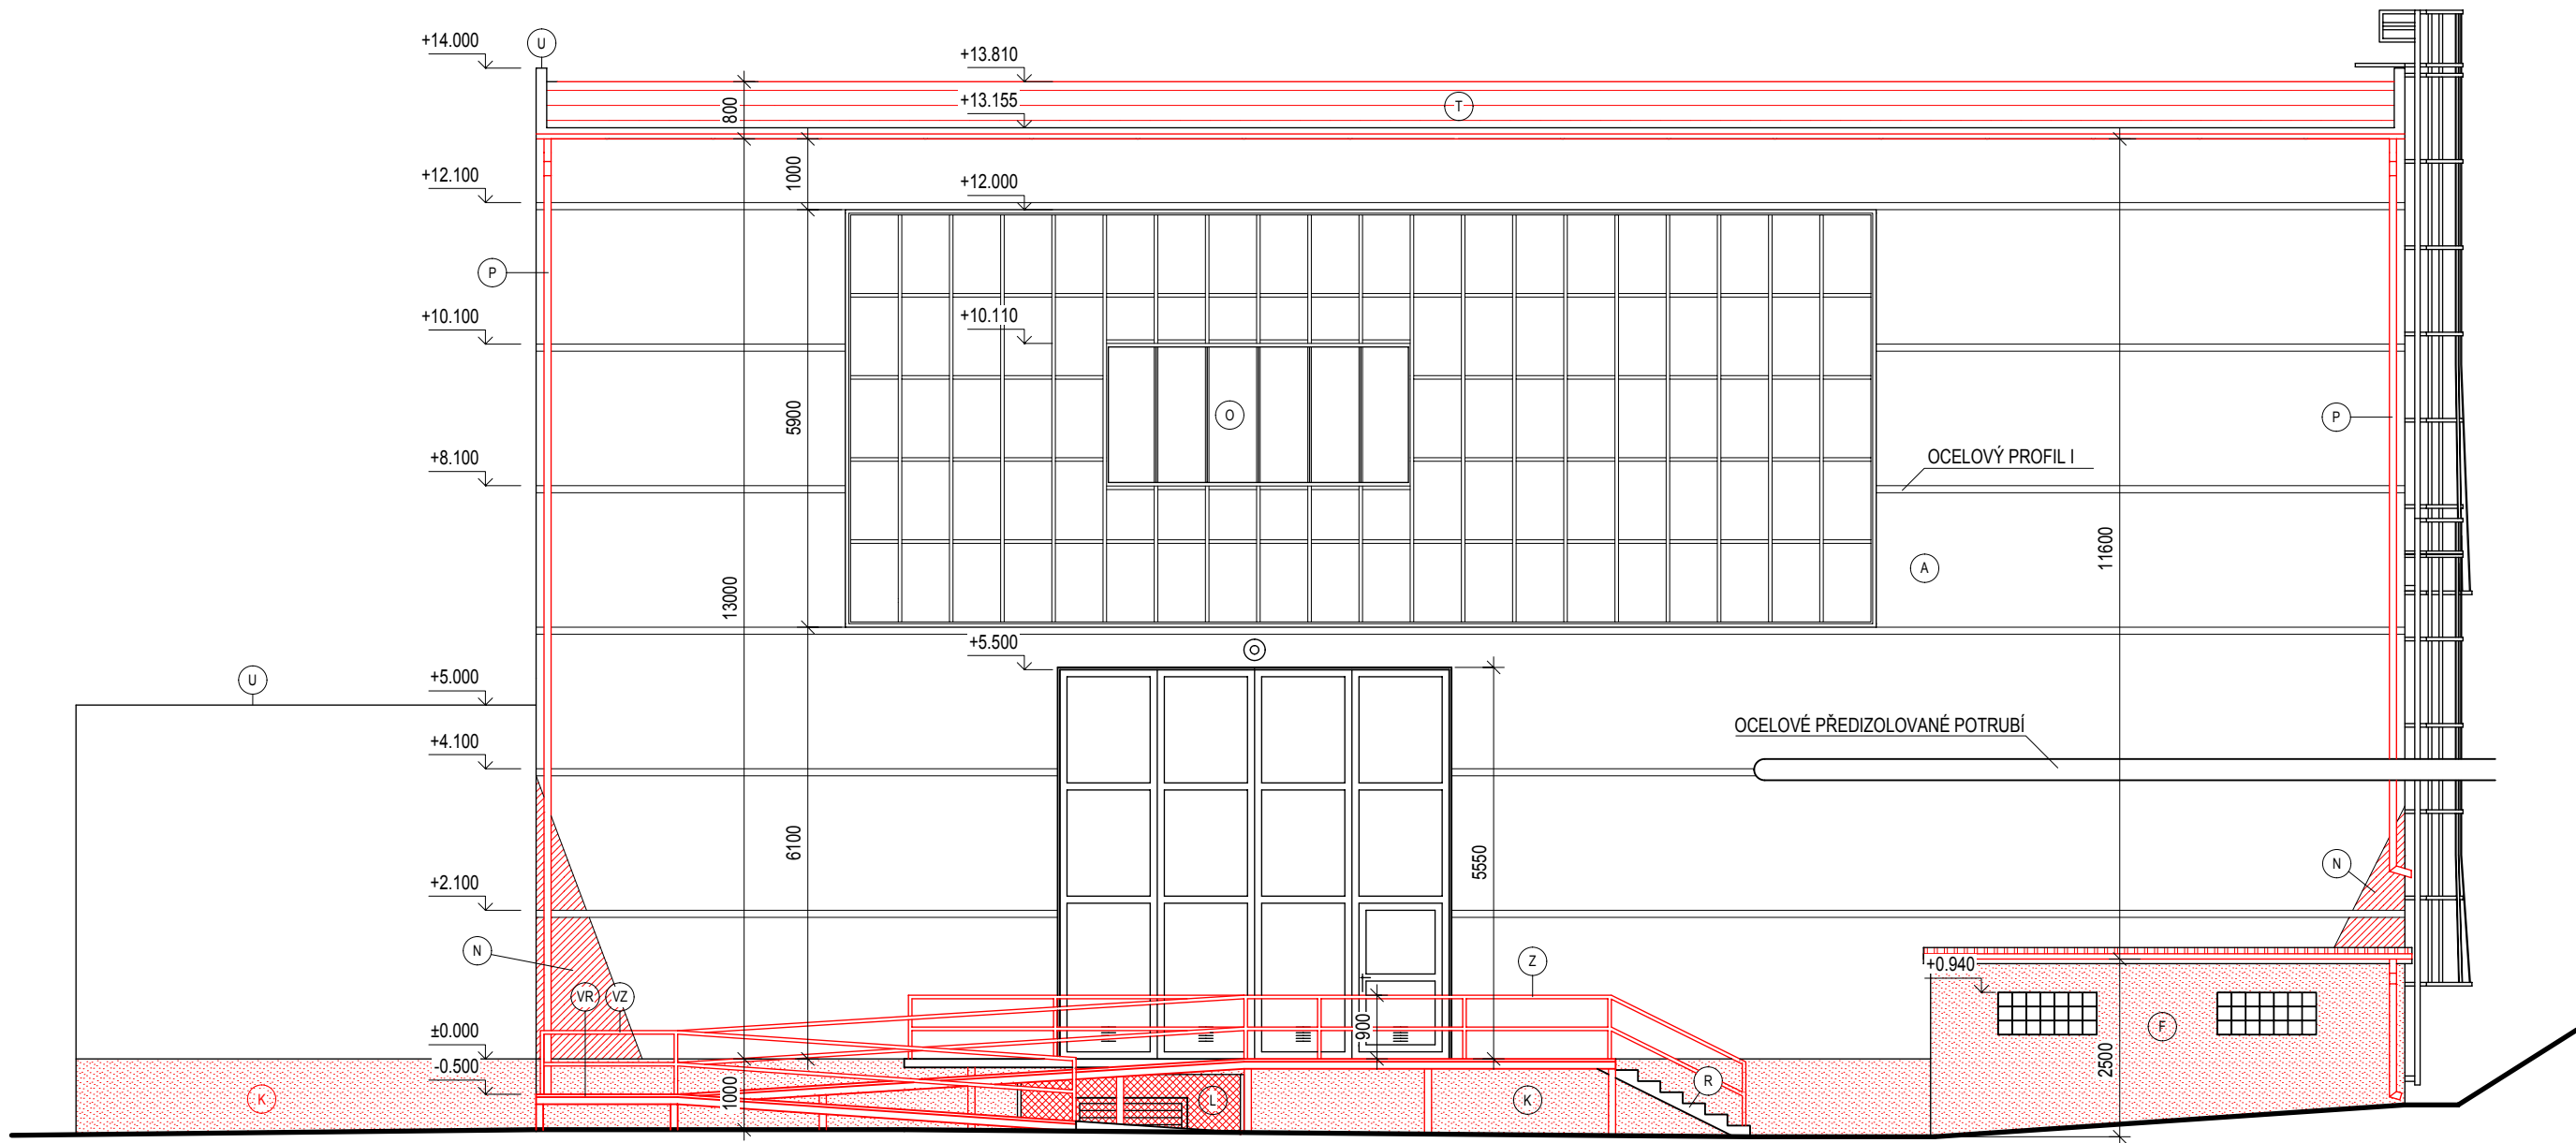 +14.000
U
+13.810
800
+13.155
T
1000
+12.100
+12.000
P
+10.100
+10.110
5900
O
P
+8.100
OCELOVÝ PROFIL I
11600
A
13000
+5.500
U
+5.000
OCELOVÉ PŘEDIZOLOVANÉ POTRUBÍ
+4.100
6100
5550
+2.100
N
N
Z
+0.940
VR
VZ
900
F
±0.000
-0.500
2500
K
1000
L
K
R